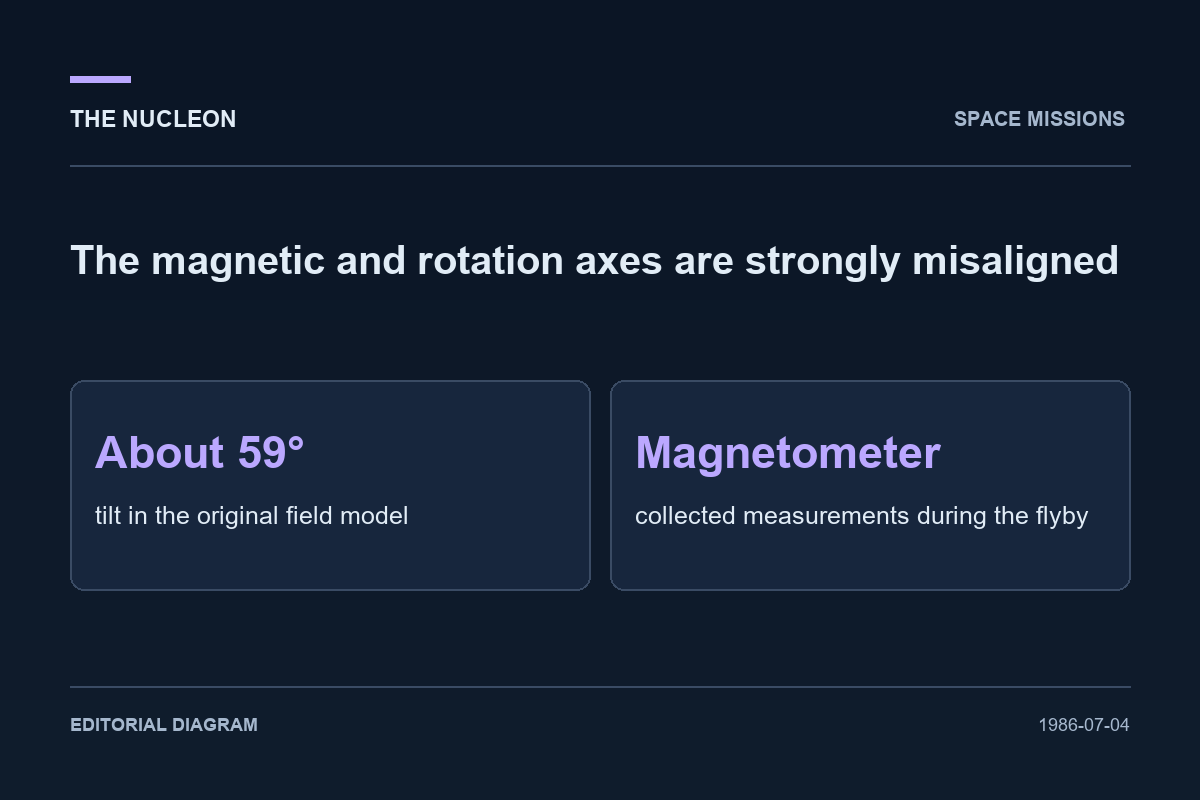 THE NUCLEON
SPACE MISSIONS
The magnetic and rotation axes are strongly misaligned
About 59°
tilt in the original field model
Magnetometer
collected measurements during the flyby
EDITORIAL DIAGRAM
1986-07-04